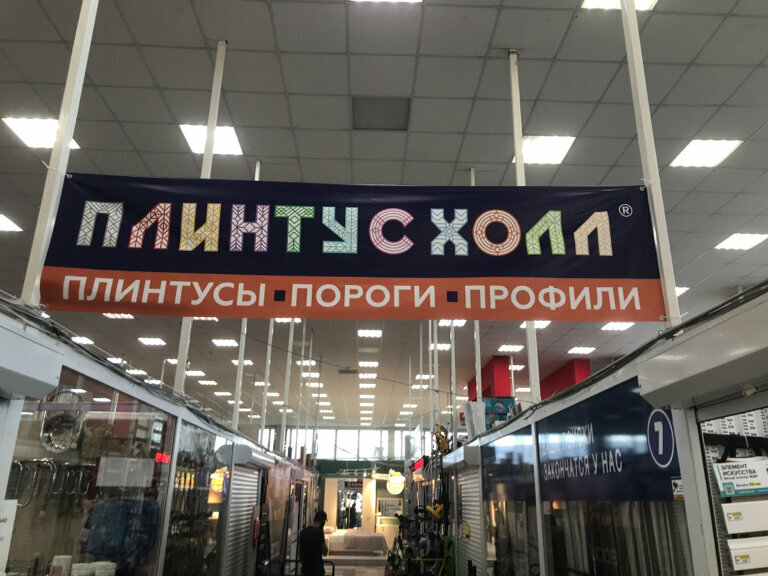 ПЛИНТУС ХОЛЛ®
ПЛИНТУСЫ ▪ ПОРОГИ ▪ ПРОФИЛИ
ЗАКОНЧАТСЯ У НАС
7
ЭЛЕМЕНТ
ИСКУССТВА